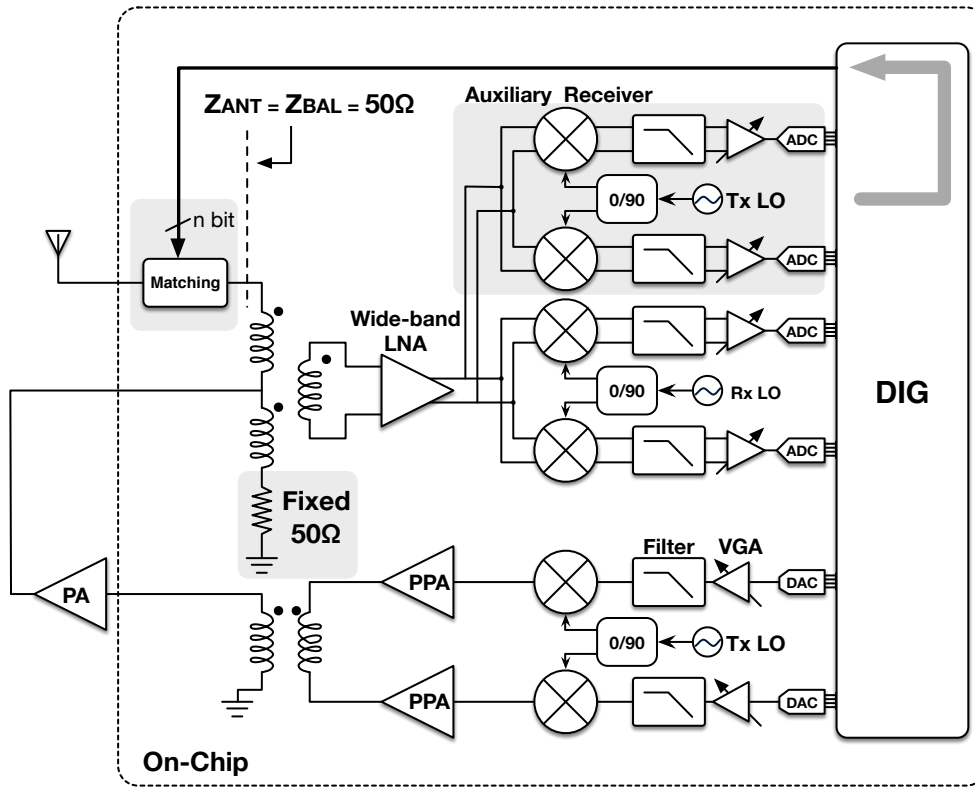 Auxiliary Receiver
ZANT = ZBAL = 50Ω
ADC
n bit
0/90
Tx LO
Matching
ADC
Wide-band
LNA
ADC
0/90
Rx LO
DIG
ADC
Fixed
50Ω
Filter
VGA
PA
PPA
DAC
0/90
Tx LO
PPA
DAC
On-Chip